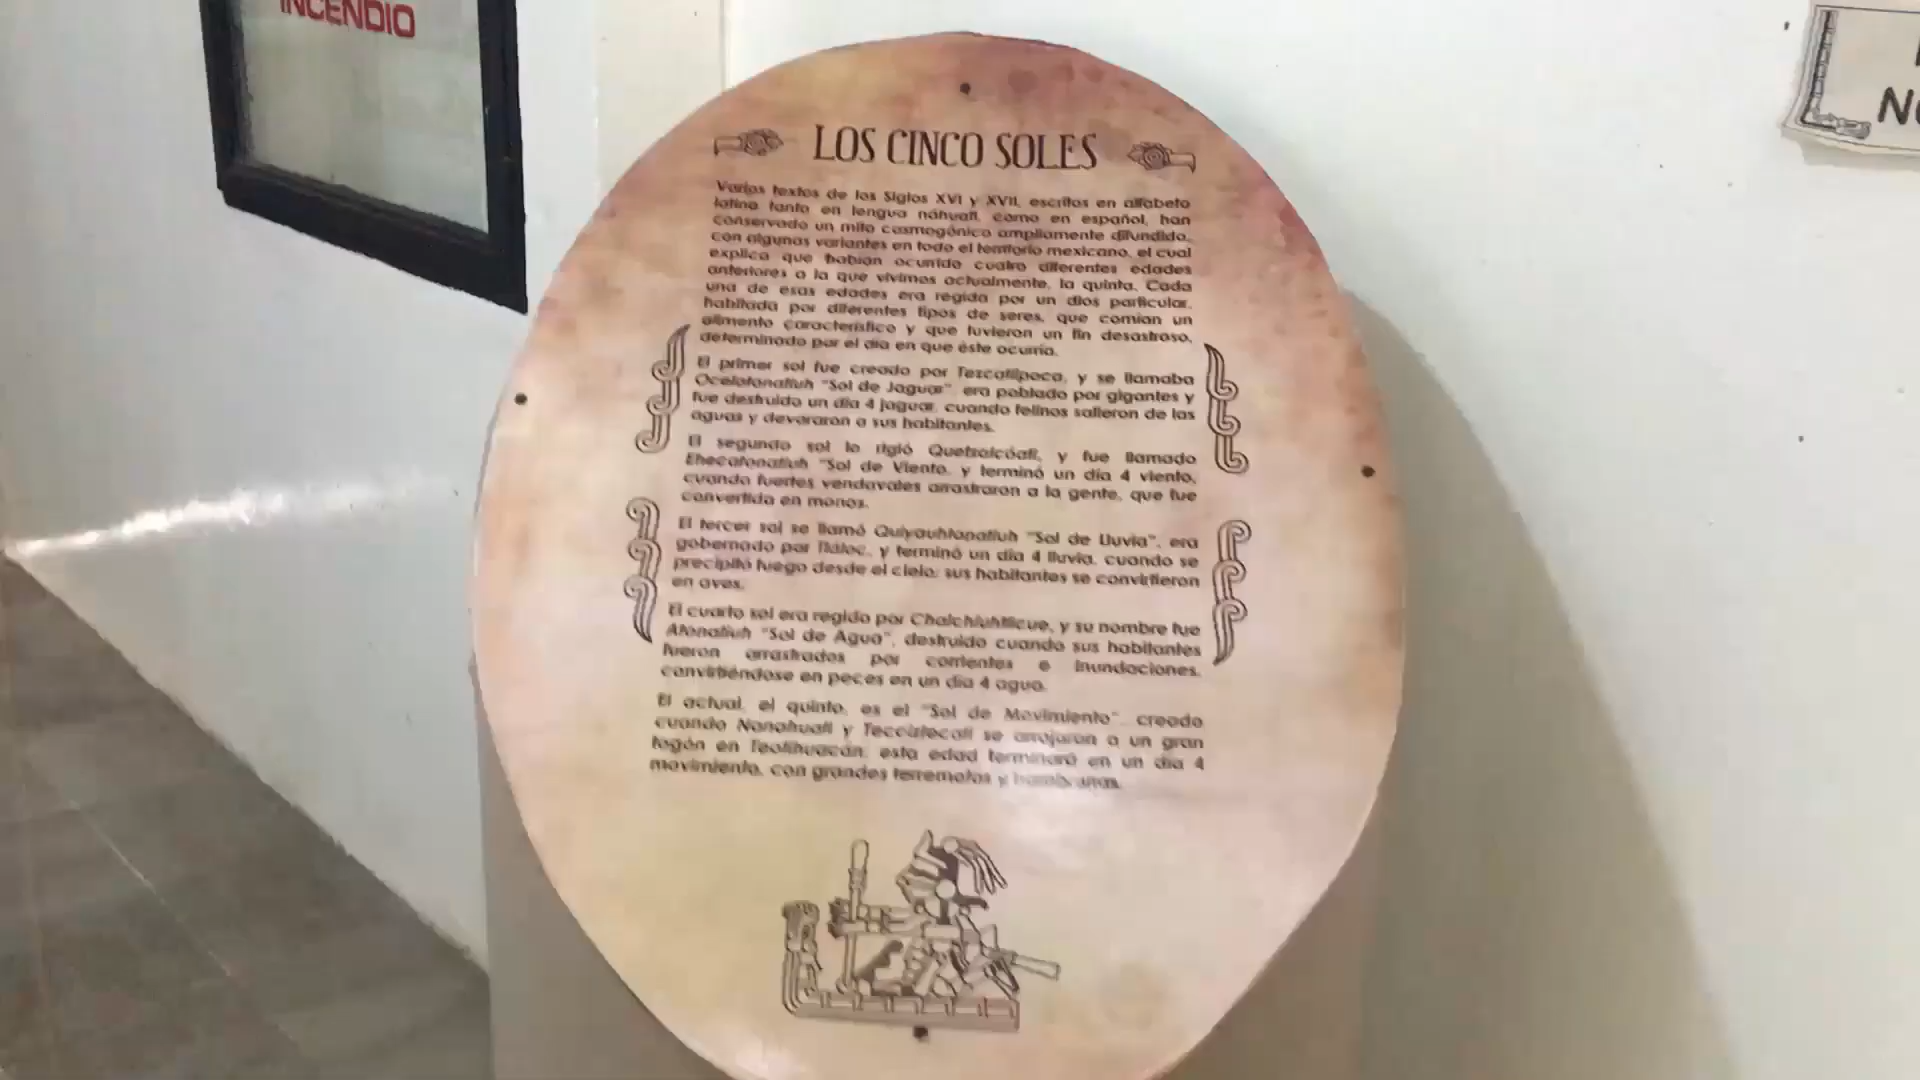 INCENDIO
LOS CINCO SOLES
Varios textos de los Siglos XVI y XVII, escritos en alfabeto
latino tanto en lengua náhuatl, como en español, han
conservado un mito cosmogónico ampliamente difundido,
con algunas variantes en todo el territorio mexicano, el cual
explica que habían ocurrido cuatro diferentes edades
anteriores a la que vivimos actualmente, la quinta. Cada
una de esas edades era regida por un dios particular,
habitada por diferentes tipos de seres, que comían un
alimento característico y que tuvieron un fin desastroso,
determinado por el día en que éste ocurría.
El primer sol fue creado por Tezcatlipoca, y se llamaba
Ocelotonatiuh "Sol de Jaguar", era poblado por gigantes y
fue destruido un día 4 jaguar, cuando felinos salieron de las
aguas y devoraron a sus habitantes.
El segundo sol lo rigió Quetzalcóatl, y fue llamado
Ehecatonatiuh "Sol de Viento, y terminó un día 4 viento,
cuando fuertes vendavales arrastraron a la gente, que fue
convertida en monos.
El tercer sol se llamó Quiyauhtonatiuh "Sol de Lluvia", era
gobernado por Tláloc, y terminó un día 4 lluvia, cuando se
precipitó fuego desde el cielo; sus habitantes se convirtieron
en aves.
El cuarto sol era regido por Chalchiuhtlicue, y su nombre fue
Atonatiuh "Sol de Agua", destruido cuando sus habitantes
fueron arrastrados por corrientes e inundaciones,
convirtiéndose en peces en un día 4 agua.
El actual, el quinto, es el "Sol de Movimiento", creado
cuando Nanahuatl y Teccistecatl se arrojaron a un gran
fogón en Teotihuacán, esta edad terminará en un día 4
movimiento, con grandes terremotos y